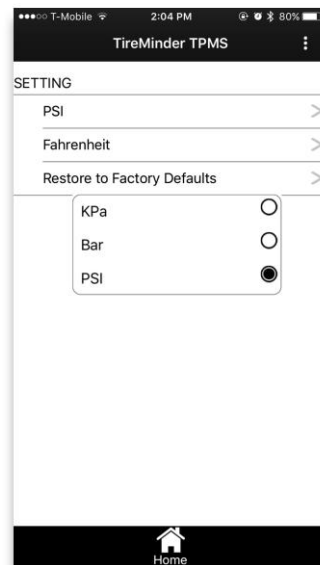 T-Mobile 2:04 PM 80%
TireMinder TPMS
SETTING
PSI
Fahrenheit
Restore to Factory Defaults
KPa
Bar
PSI
Home